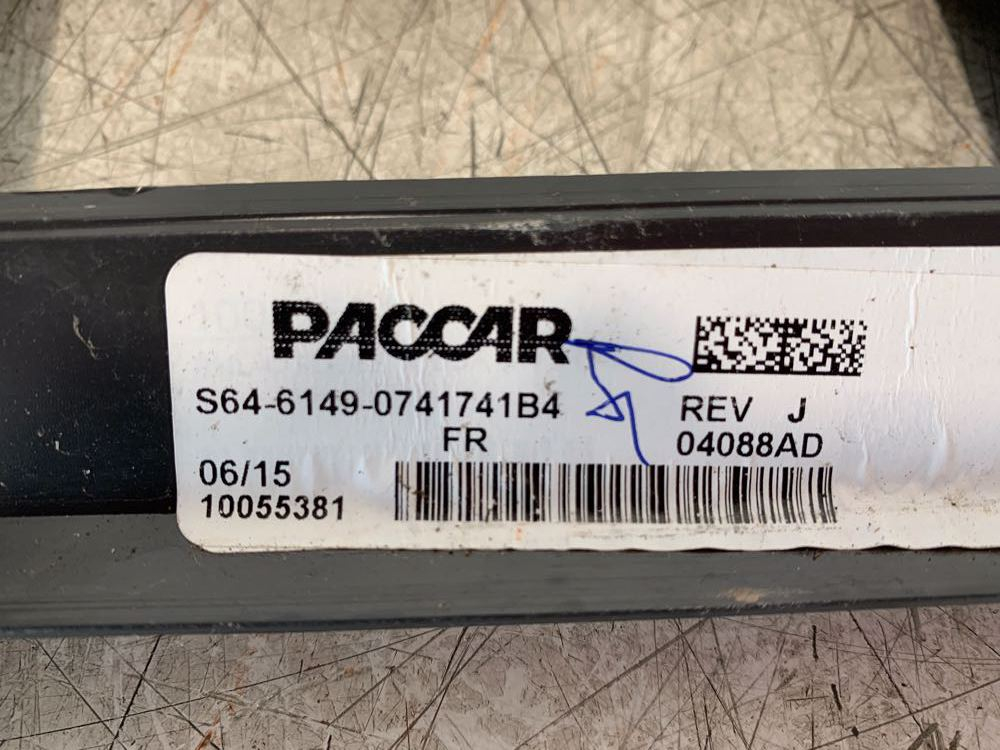 PACCAR
S64-6149-0741741B4
REV J
FR
04088AD
06/15
10055381